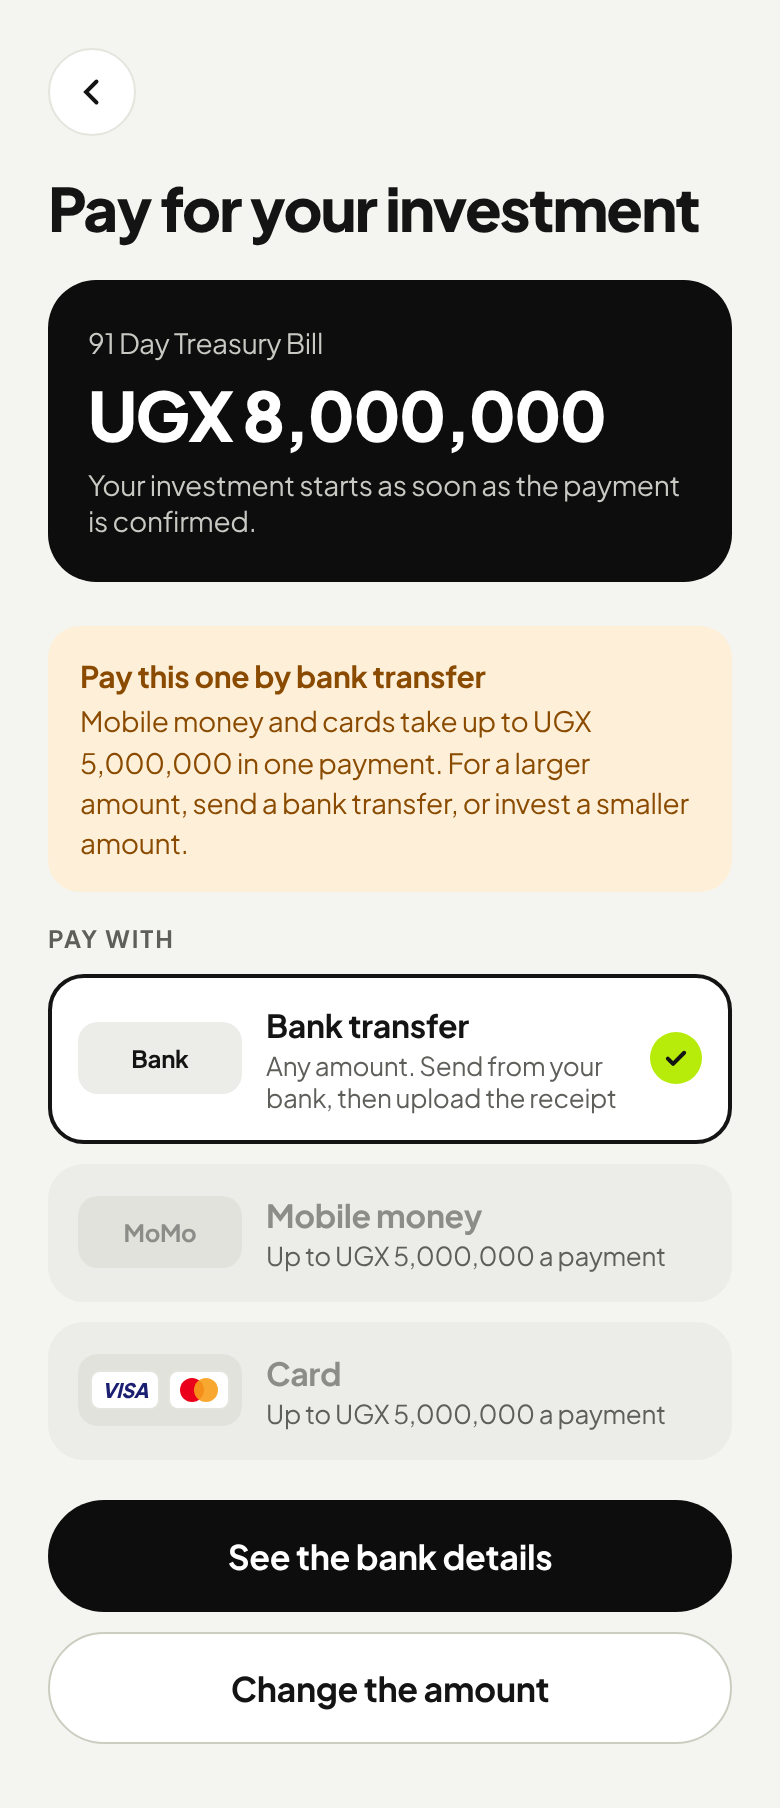 Pay for your investment
91 Day Treasury Bill
UGX 8,000,000
Your investment starts as soon as the payment
is confirmed.
Pay this one by bank transfer
Mobile money and cards take up to UGX
5,000,000 in one payment. For a larger
amount, send a bank transfer, or invest a smaller
amount.
PAY WITH
Bank
Bank transfer
Any amount. Send from your
bank, then upload the receipt
MoMo
Mobile money
Up to UGX 5,000,000 a payment
VISA
Card
Up to UGX 5,000,000 a payment
See the bank details
Change the amount